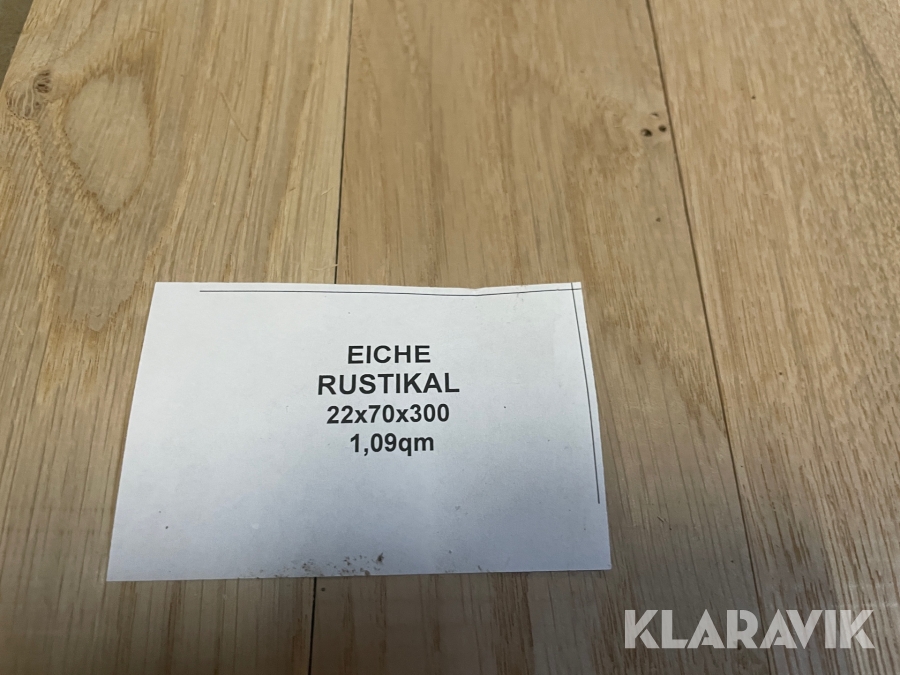 EICHE
RUSTIKAL
22x70x300
1,09qm
KLARAVIK